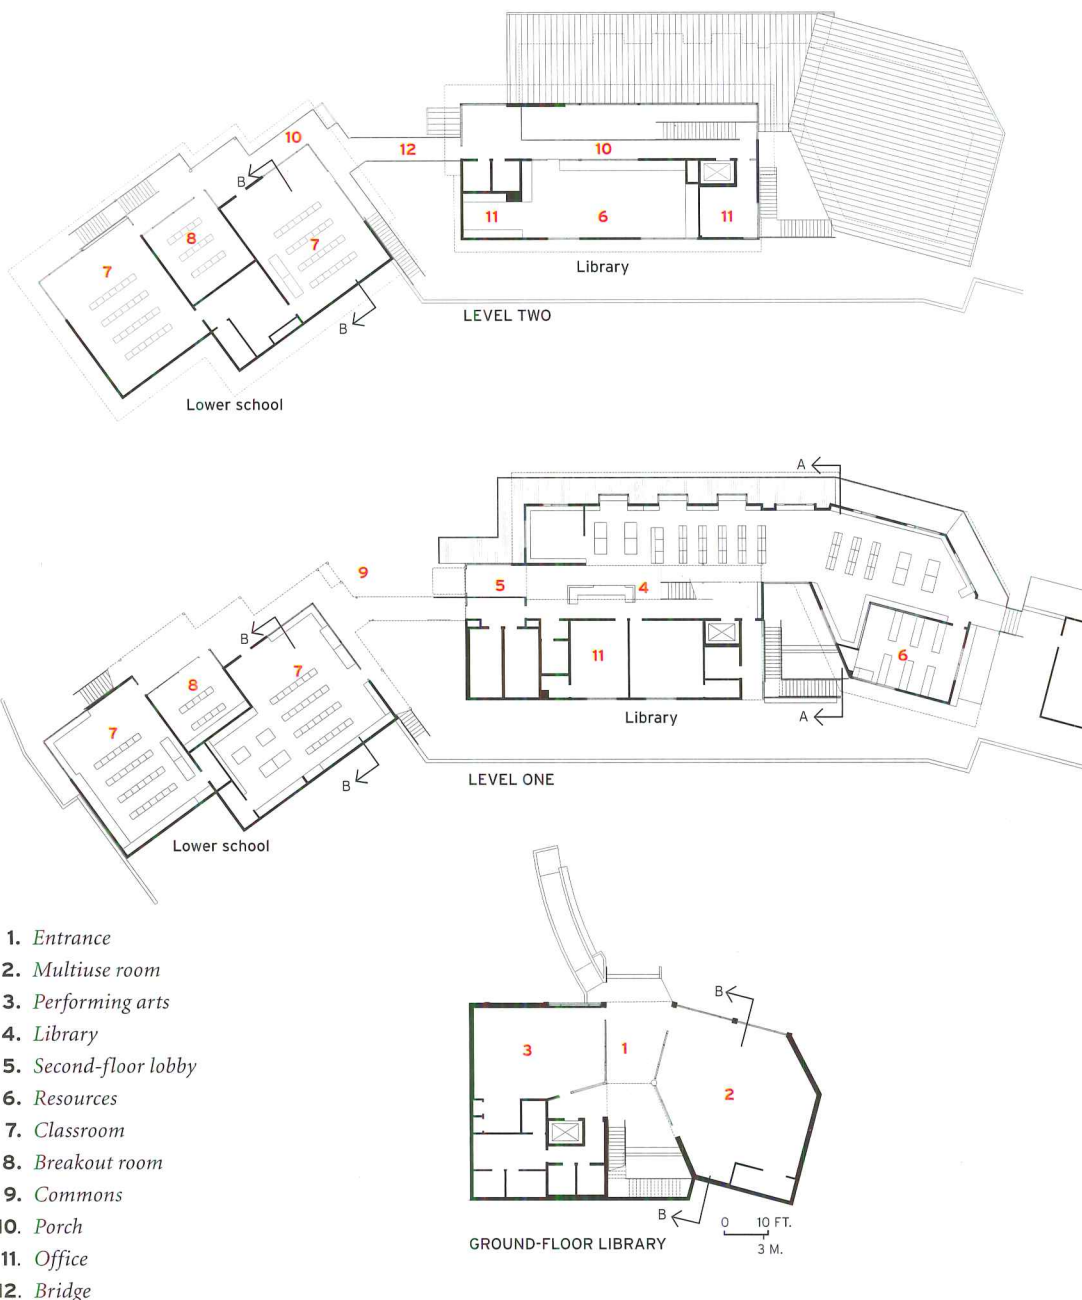 10
12
10
B
8
7
7
11
6
11
Library
B
LEVEL TWO
Lower school
A
9
5
4
B
7
8
11
6
7
Library
A
B
LEVEL ONE
Lower school
1. Entrance
2. Multiuse room
3. Performing arts
4. Library
5. Second-floor lobby
6. Resources
7. Classroom
8. Breakout room
9. Commons
10. Porch
11. Office
12. Bridge
B
3
1
2
B
0 10 FT.
3 M.
GROUND-FLOOR LIBRARY